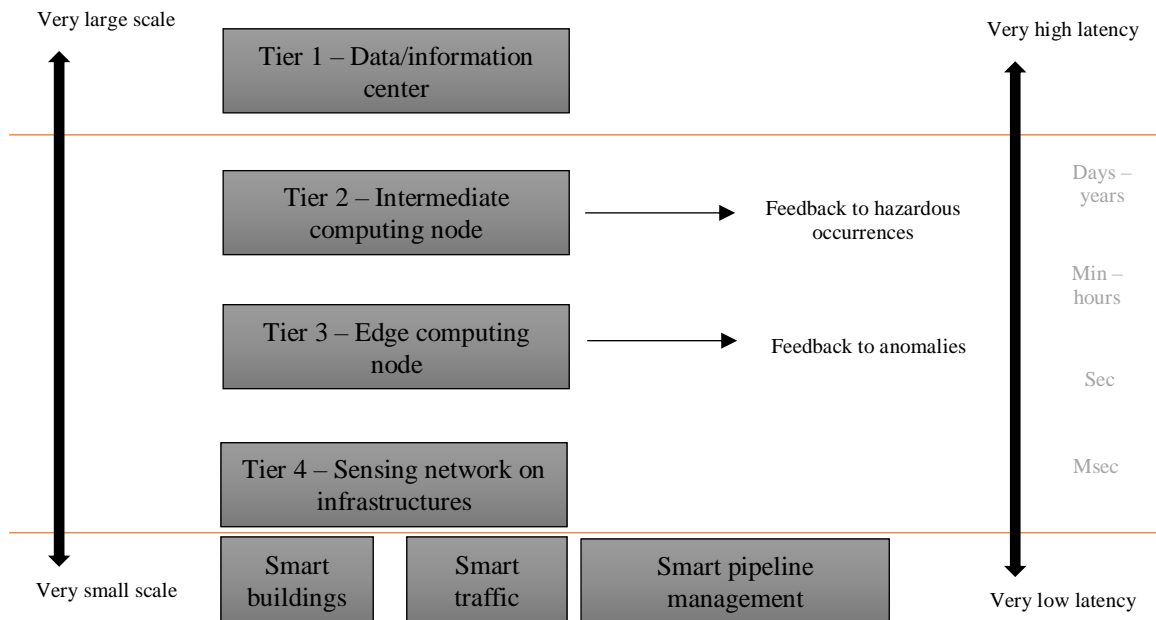 Very large scale
Very high latency
Tier 1 – Data/information
center
Tier 2 – Intermediate
computing node
Feedback to hazardous
occurrences
Days –
years
Min –
hours
Tier 3 – Edge computing
node
Feedback to anomalies
Sec
Tier 4 – Sensing network on
infrastructures
Msec
Smart
buildings
Smart
traffic
Smart pipeline
management
Very small scale
Very low latency